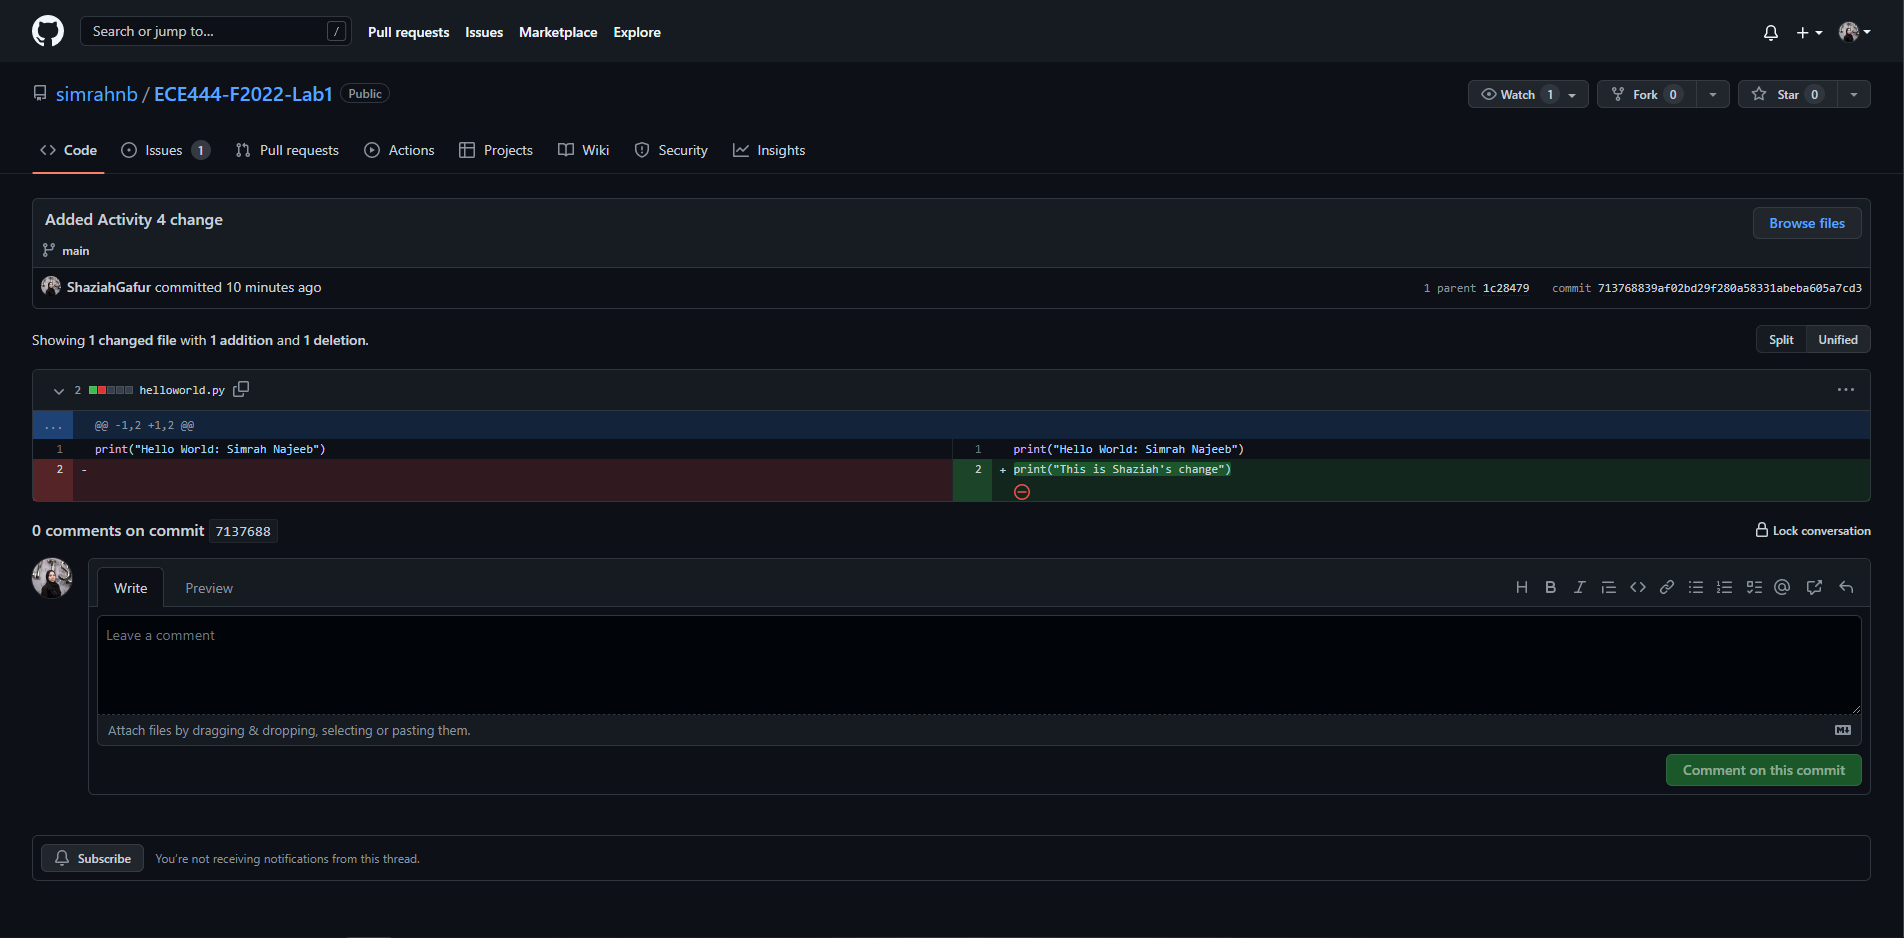 Search or jump to... /
Pull requests Issues Marketplace Explore
simrahnb / ECE444-F2022-Lab1 Public
Watch 1 Fork 0 Star 0
Code Issues 1 Pull requests Actions Projects Wiki Security Insights
Added Activity 4 change
Browse files
main
ShaziahGafur committed 10 minutes ago
1 parent 1c28479 commit 713768839af02bd29f280a58331abeba605a7cd3
Showing 1 changed file with 1 addition and 1 deletion.
Split Unified
2 helloworld.py
... @@ -1,2 +1,2 @@
1 print("Hello World: Simrah Najeeb") 1 print("Hello World: Simrah Najeeb")
2 - 2 + print("This is Shaziah's change")
0 comments on commit 7137688
Lock conversation
Write Preview
Leave a comment
Attach files by dragging & dropping, selecting or pasting them.
Comment on this commit
Subscribe You're not receiving notifications from this thread.